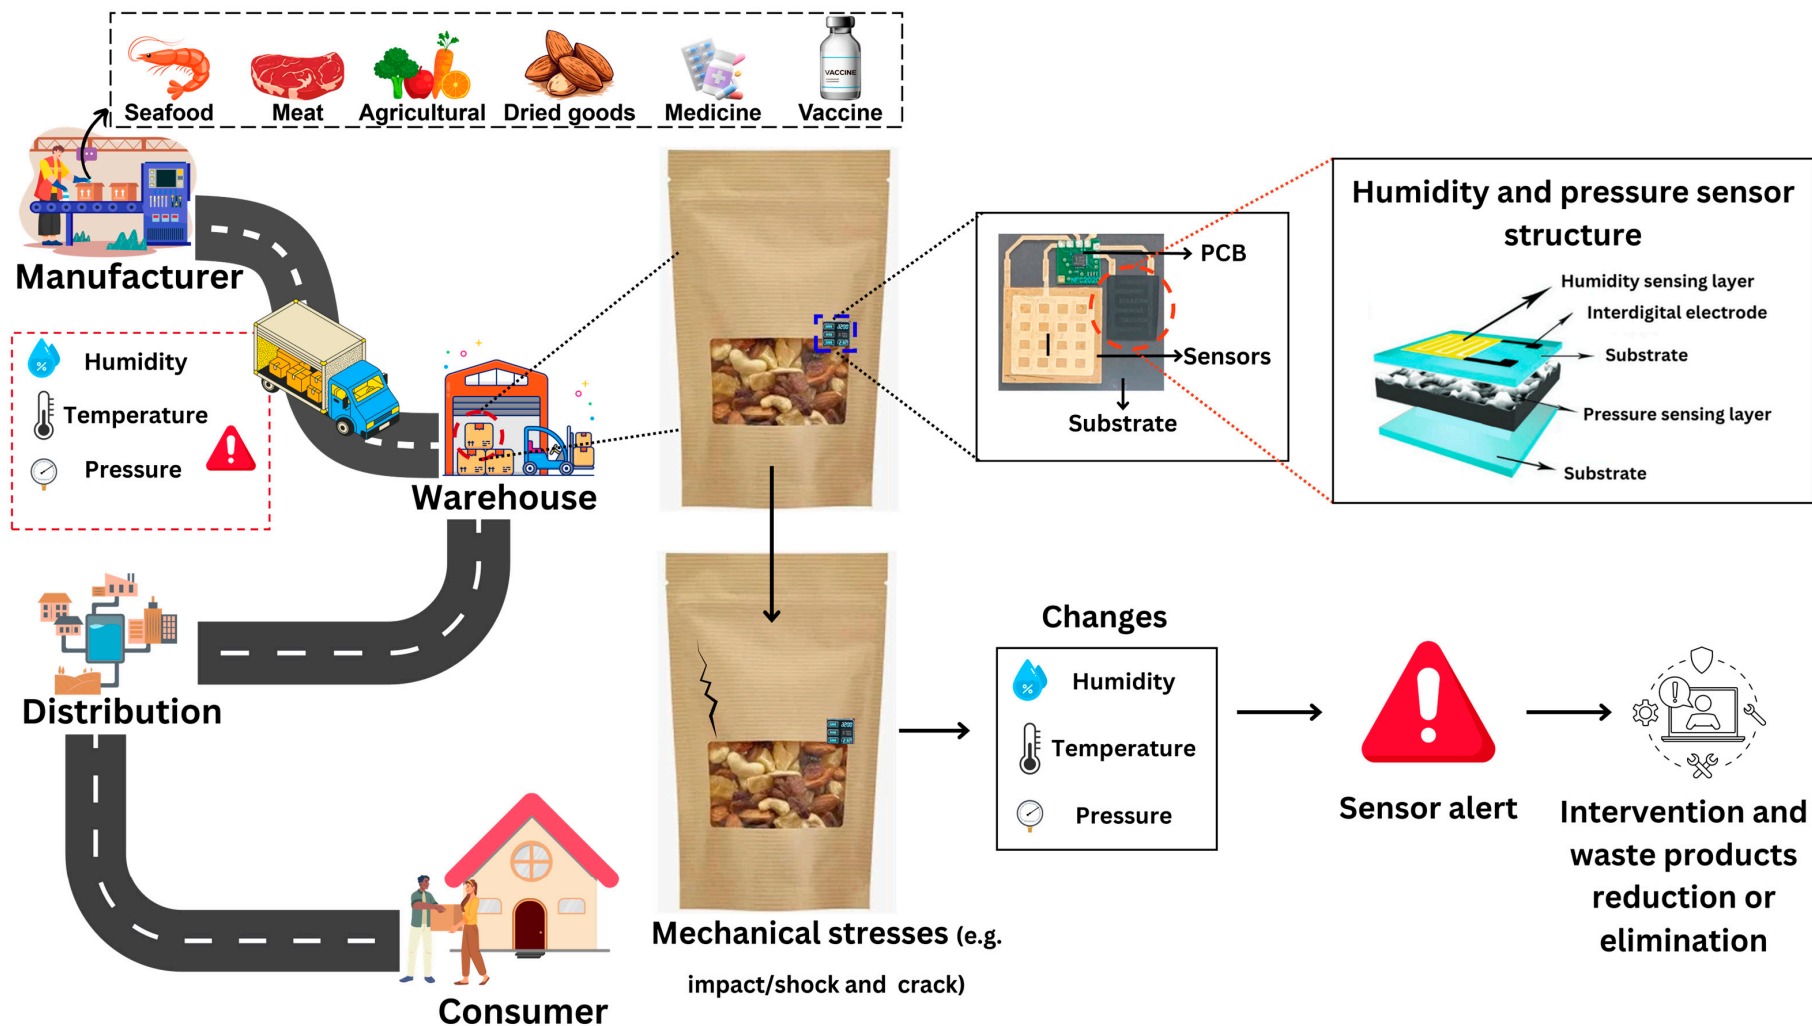 VACCINE
Seafood
Meat
Agricultural
Dried goods
Medicine
Vaccine
Manufacturer
%
Humidity
Temperature
Pressure
Warehouse
Distribution
Consumer
PCB
Sensors
Substrate
Humidity and pressure sensor
structure
Humidity sensing layer
Interdigital electrode
Substrate
Pressure sensing layer
Substrate
Mechanical stresses (e.g.
impact/shock and crack)
Changes
%
Humidity
Temperature
Pressure
Sensor alert
Intervention and
waste products
reduction or
elimination